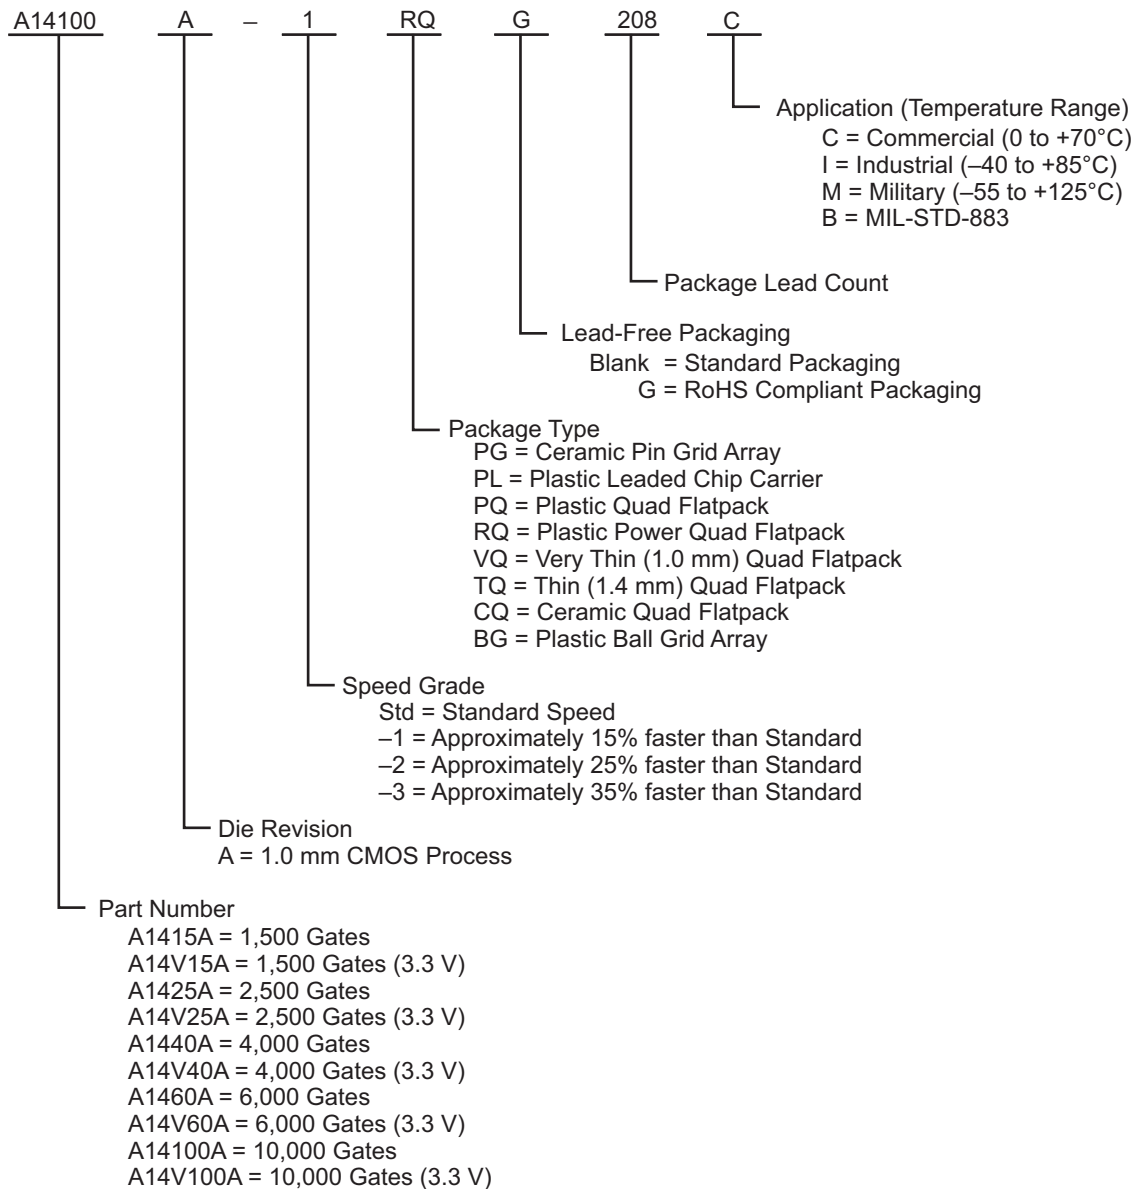 A14100 A – 1 RQ G 208 C
Application (Temperature Range)
C = Commercial (0 to +70°C)
I = Industrial (–40 to +85°C)
M = Military (–55 to +125°C)
B = MIL-STD-883
Package Lead Count
Lead-Free Packaging
Blank = Standard Packaging
G = RoHS Compliant Packaging
Package Type
PG = Ceramic Pin Grid Array
PL = Plastic Leaded Chip Carrier
PQ = Plastic Quad Flatpack
RQ = Plastic Power Quad Flatpack
VQ = Very Thin (1.0 mm) Quad Flatpack
TQ = Thin (1.4 mm) Quad Flatpack
CQ = Ceramic Quad Flatpack
BG = Plastic Ball Grid Array
Speed Grade
Std = Standard Speed
–1 = Approximately 15% faster than Standard
–2 = Approximately 25% faster than Standard
–3 = Approximately 35% faster than Standard
Die Revision
A = 1.0 mm CMOS Process
Part Number
A1415A = 1,500 Gates
A14V15A = 1,500 Gates (3.3 V)
A1425A = 2,500 Gates
A14V25A = 2,500 Gates (3.3 V)
A1440A = 4,000 Gates
A14V40A = 4,000 Gates (3.3 V)
A1460A = 6,000 Gates
A14V60A = 6,000 Gates (3.3 V)
A14100A = 10,000 Gates
A14V100A = 10,000 Gates (3.3 V)